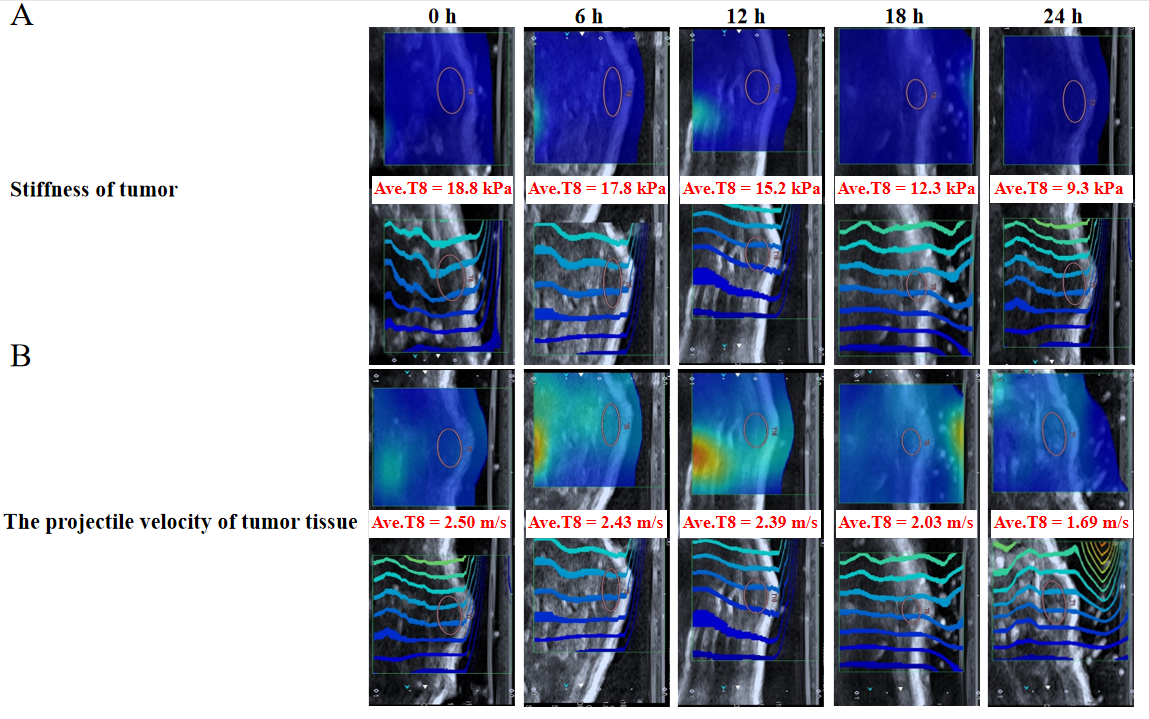 A
0 h 6 h 12 h 18 h 24 h
Stiffness of tumor
Ave.T8 = 18.8 kPa Ave.T8 = 17.8 kPa Ave.T8 = 15.2 kPa Ave.T8 = 12.3 kPa Ave.T8 = 9.3 kPa
B
The projectile velocity of tumor tissue
Ave.T8 = 2.50 m/s Ave.T8 = 2.43 m/s Ave.T8 = 2.39 m/s Ave.T8 = 2.03 m/s Ave.T8 = 1.69 m/s